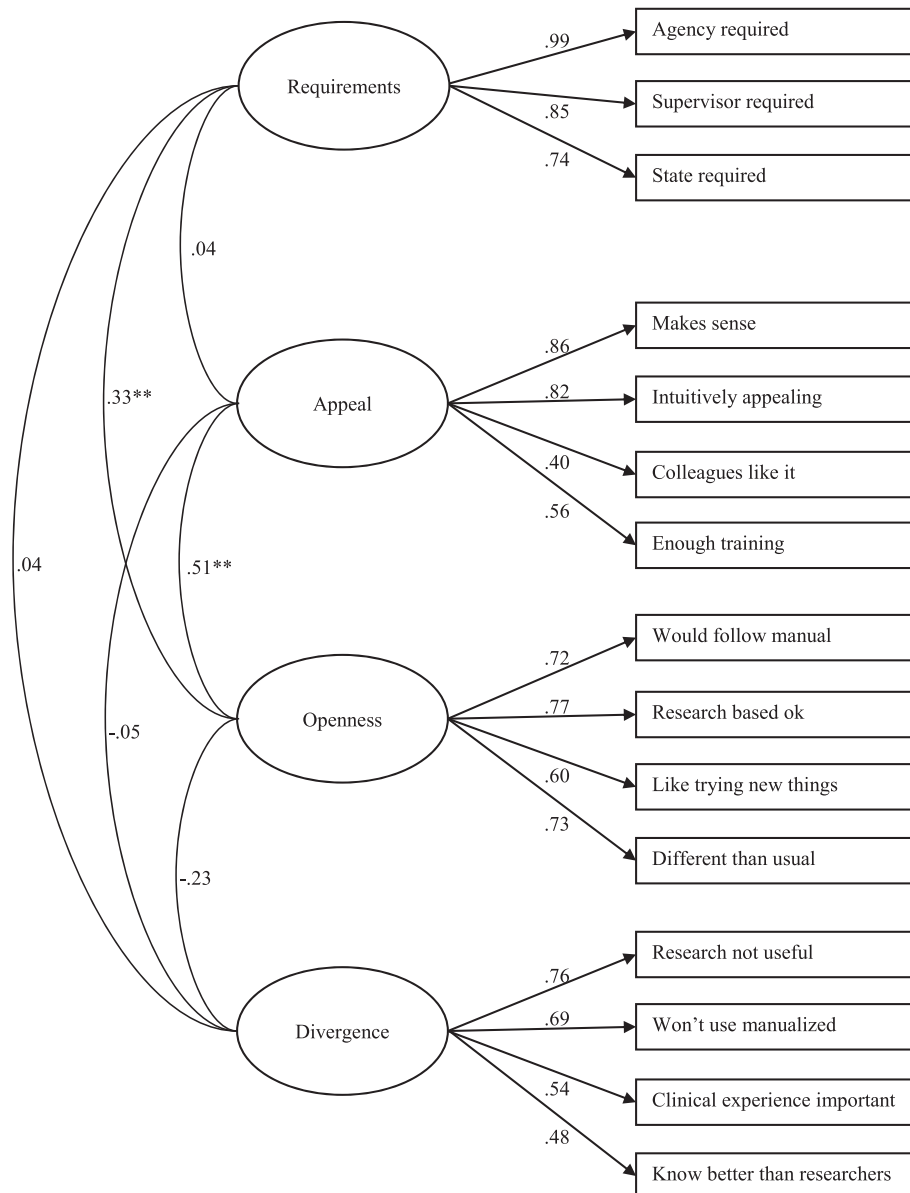 .99
Agency required
Requirements
Supervisor required
.85
.74
State required
.04
Makes sense
.86
.33**
.82
Intuitively appealing
Appeal
.40
Colleagues like it
.56
Enough training
.04
.51**
Would follow manual
.72
.77
Research based ok
Openness
-.05
.60
Like trying new things
.73
Different than usual
-.23
Research not useful
.76
.69
Won’t use manualized
Divergence
.54
Clinical experience important
.48
Know better than researchers